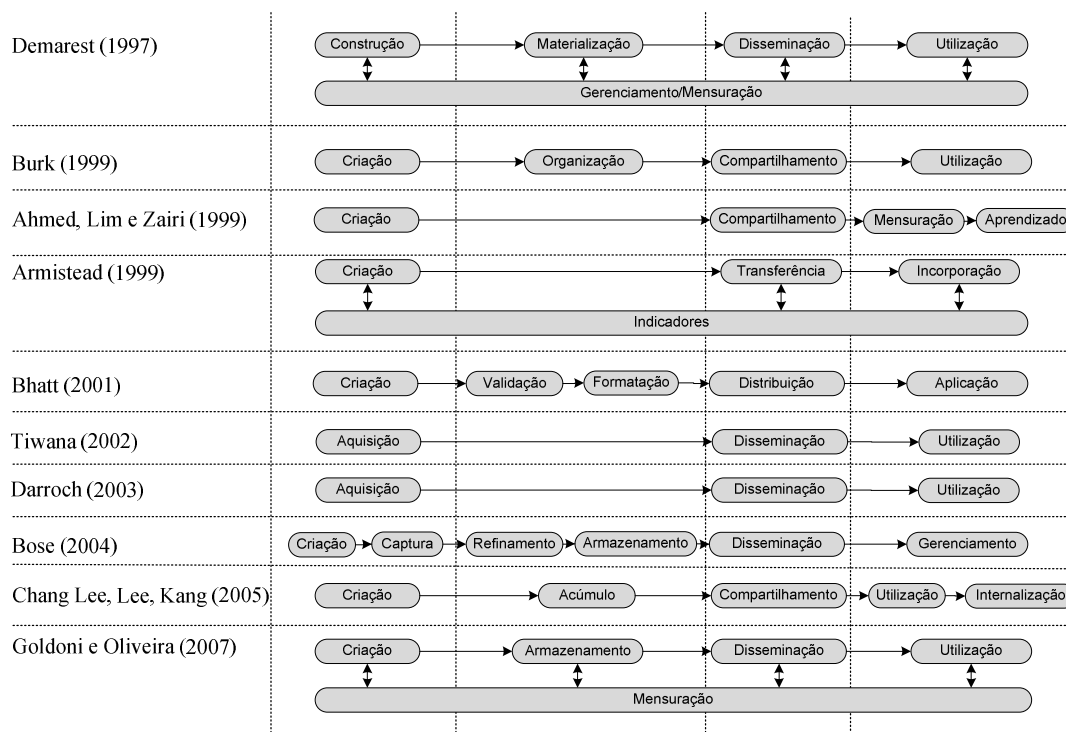 Demarest (1997) Construção Materialização Disseminação Utilização
Gerenciamento/Mensuração
Burk (1999) Criação Organização Compartilhamento Utilização
Ahmed, Lim e Zairi (1999) Criação Compartilhamento Mensuração Aprendizado
Armistead (1999) Criação Transferência Incorporação
Indicadores
Bhatt (2001) Criação Validação Formatação Distribuição Aplicação
Tiwana (2002) Aquisição Disseminação Utilização
Darroch (2003) Aquisição Disseminação Utilização
Bose (2004) Criação Captura Refinamento Armazenamento Disseminação Gerenciamento
Chang Lee, Lee, Kang (2005) Criação Acúmulo Compartilhamento Utilização Internalização
Goldoni e Oliveira (2007) Criação Armazenamento Disseminação Utilização
Mensuração